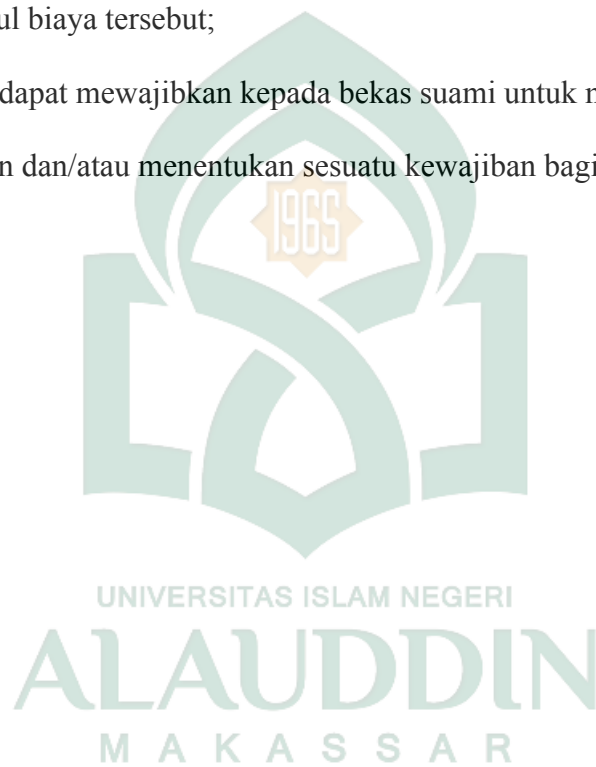 ul biaya tersebut;
dapat mewajibkan kepada bekas suami untuk
n dan/atau menentukan sesuatu kewajiban bagi
1965
UNIVERSITAS ISLAM NEGERI
ALAUDDIN
MAKASSAR